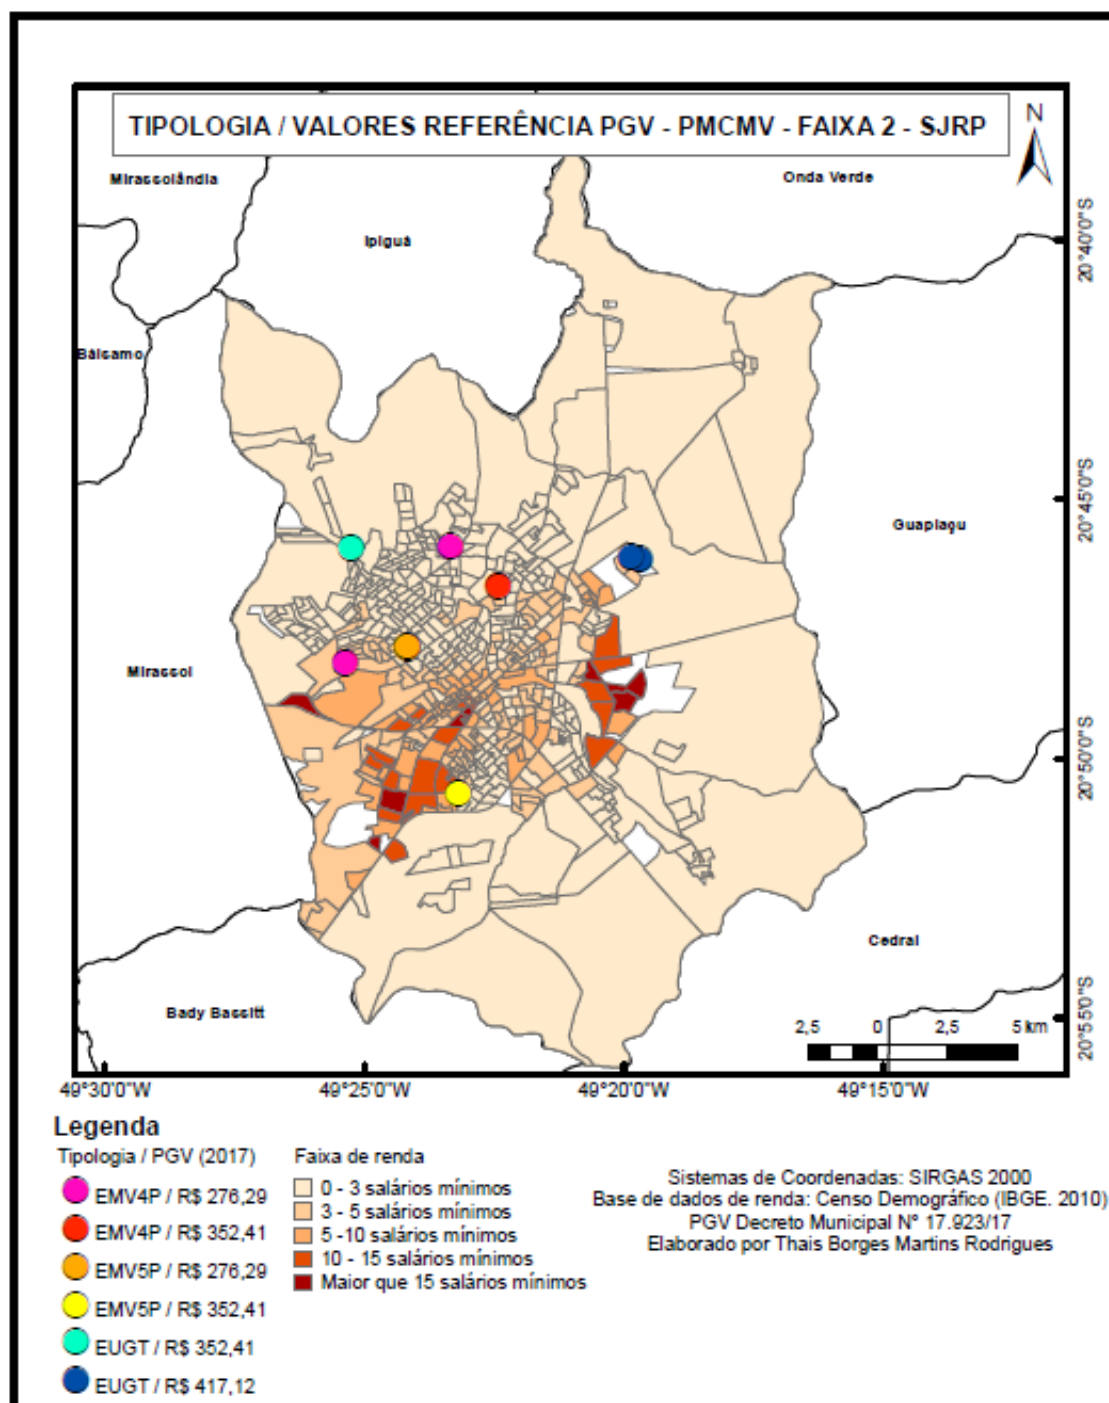 TIPOLOGIA / VALORES REFERÊNCIA PGV - PMCMV - FAIXA 2 - SJRP
N
Mirassolândia
Onda Verde
Ipiguá
Bálsamo
Guapiaçu
Mirassol
Cedral
Bady Bassitt
20°40'0"S
20°45'0"S
20°50'0"S
20°55'0"S
2,5 0 2,5 5 km
49°30'0"W 49°25'0"W 49°20'0"W 49°15'0"W
Legenda
Tipologia / PGV (2017)
EMV4P / R$ 276,29
EMV4P / R$ 352,41
EMV5P / R$ 276,29
EMV5P / R$ 352,41
EUGT / R$ 352,41
EUGT / R$ 417,12
Faixa de renda
0 - 3 salários mínimos
3 - 5 salários mínimos
5 -10 salários mínimos
10 - 15 salários mínimos
Maior que 15 salários mínimos
Sistemas de Coordenadas: SIRGAS 2000
Base de dados de renda: Censo Demográfico (IBGE. 2010)
PGV Decreto Municipal N° 17.923/17
Elaborado por Thais Borges Martins Rodrigues